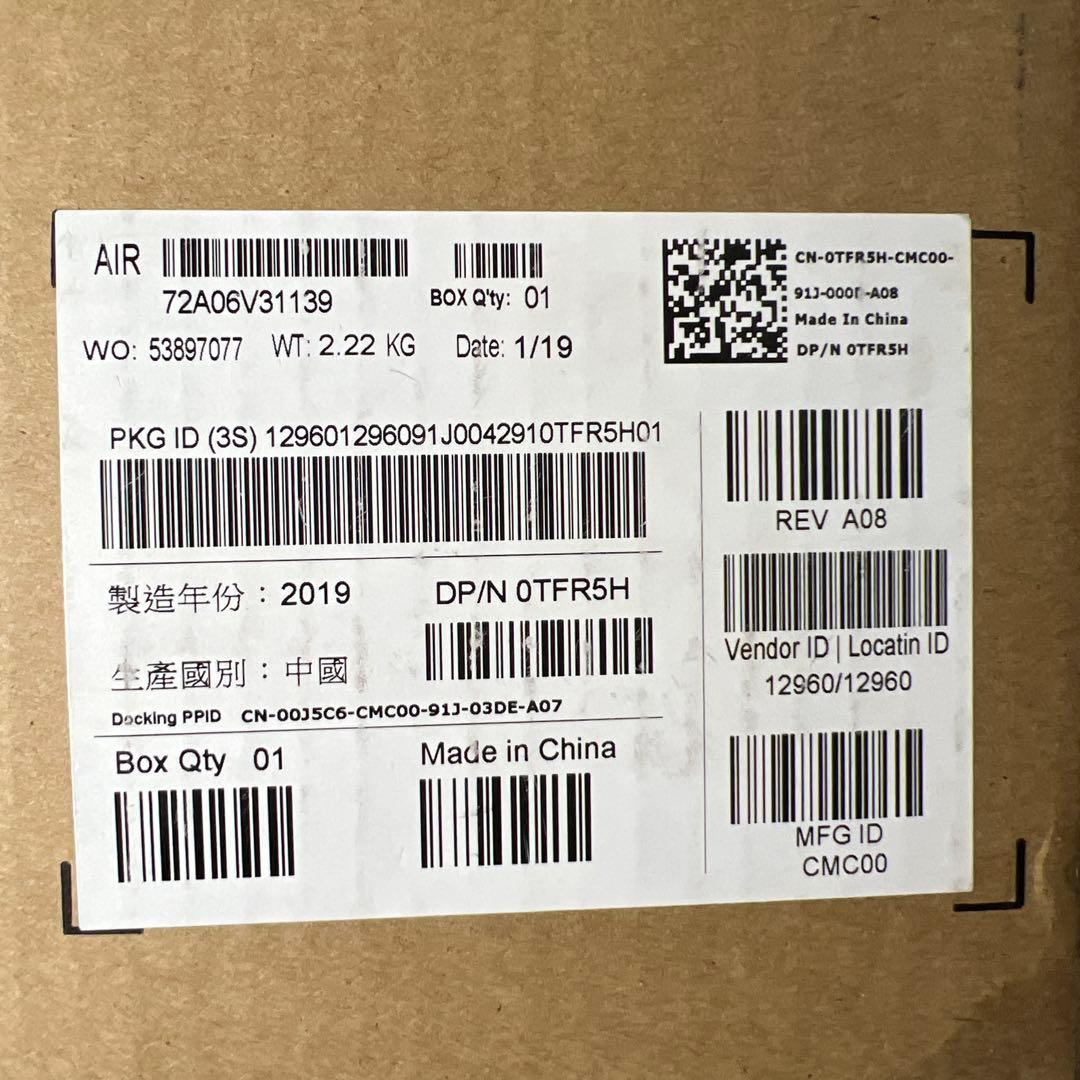 AIR
72A06V31139
BOX Q'ty: 01
WO: 53897077 WT: 2.22 KG Date: 1/19
CN-0TFR5H-CMC00-
-A08
Made In China
DP/N 0TFR5H
PKG ID (3S) 129601296091J0042910TFR5H01
製造年份：2019
DP/N 0TFR5H
生產國別：中國
Docking PPID CN-00J5C6-CMC00-91J-03DE-A07
Box Qty 01
Made in China
REV A08
Vendor ID | Locatin ID
12960/12960
MFG ID
CMC00